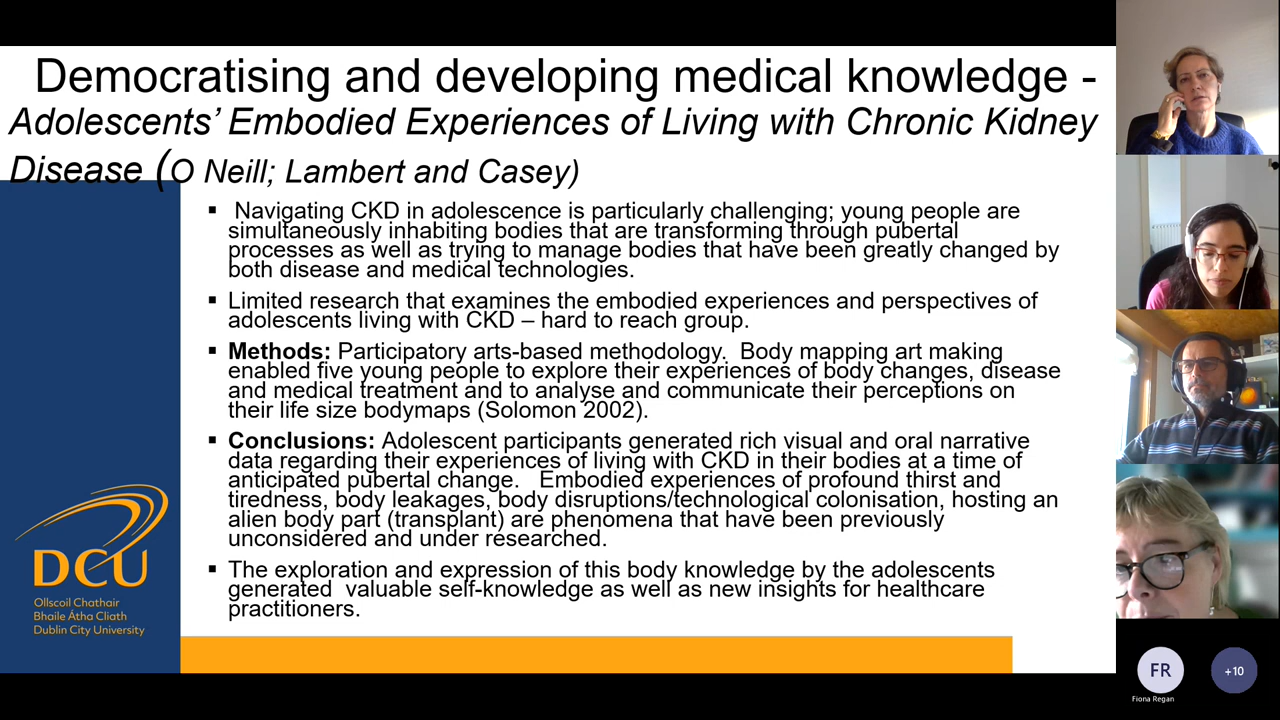 Democratising and developing medical knowledge -
Adolescents’ Embodied Experiences of Living with Chronic Kidney
Disease (O Neill; Lambert and Casey)
▪ Navigating CKD in adolescence is particularly challenging; young people are
simultaneously inhabiting bodies that are transforming through pubertal
processes as well as trying to manage bodies that have been greatly changed by
both disease and medical technologies.
▪ Limited research that examines the embodied experiences and perspectives of
adolescents living with CKD – hard to reach group.
▪ Methods: Participatory arts-based methodology.  Body mapping art making
enabled five young people to explore their experiences of body changes, disease
and medical treatment and to analyse and communicate their perceptions on
their life size bodymaps (Solomon 2002).
▪ Conclusions: Adolescent participants generated rich visual and oral narrative
data regarding their experiences of living with CKD in their bodies at a time of
anticipated pubertal change.   Embodied experiences of profound thirst and
tiredness, body leakages, body disruptions/technological colonisation, hosting an
alien body part (transplant) are phenomena that have been previously
unconsidered and under researched.
▪ The exploration and expression of this body knowledge by the adolescents
generated  valuable self-knowledge as well as new insights for healthcare
practitioners.
DCU
Ollscoil Chathair
Bhaile Átha Cliath
Dublin City University
FR
Fiona Regan
+10